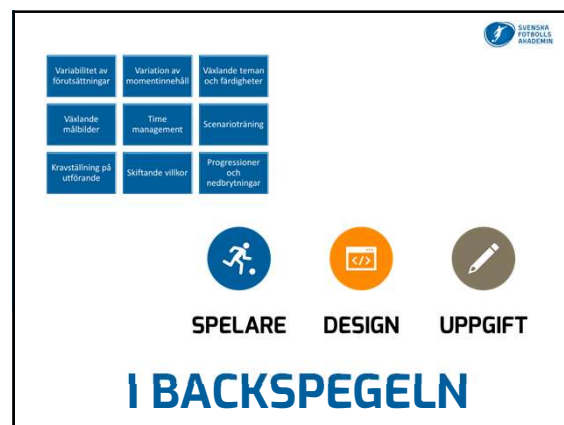 SVENSKA
FOTBOLLS
AKADEMIN
Variabilitet av
förutsättningar
Variation av
momentinnehåll
Växlande teman
och färdigheter
Växlande
målbilder
Time
management
Scenarioträning
Kravställning på
utförande
Skiftande villkor
Progressioner
och
nedbrytningar
</>
SPELARE
DESIGN
UPPGIFT
I BACKSPEGELN